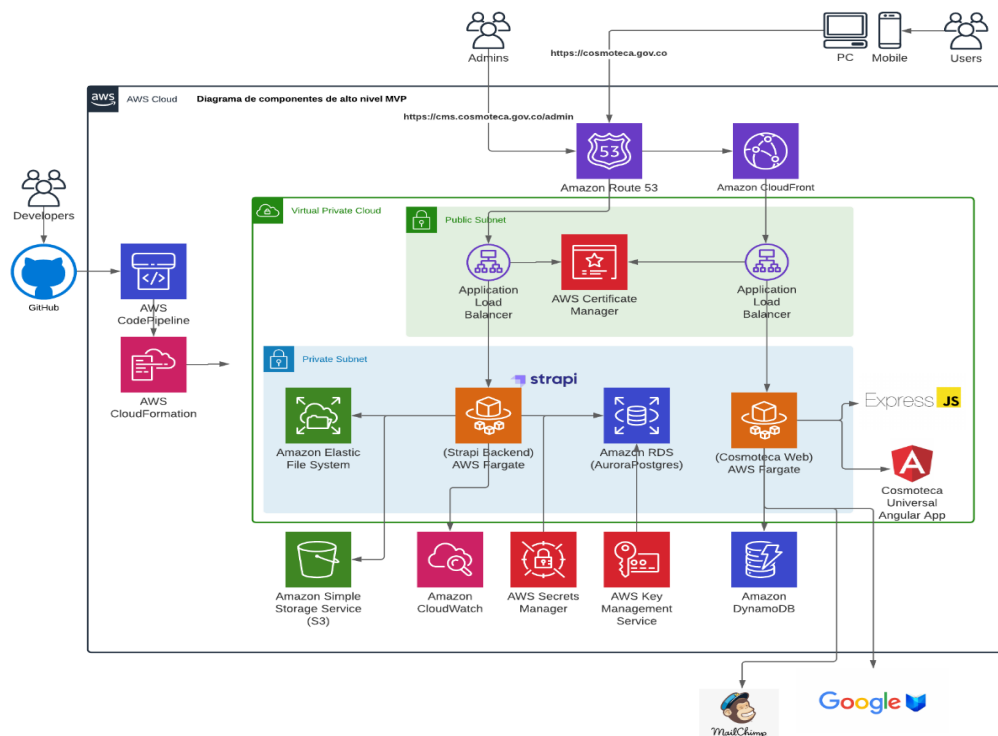 Admins
https://cosmoteca.gov.co
PC
Mobile
Users
aws
AWS Cloud
Diagrama de componentes de alto nivel MVP
https://cms.cosmoteca.gov.co/admin
53
Amazon Route 53
Amazon CloudFront
Developers
GitHub
Virtual Private Cloud
Public Subnet
Application
Load
Balancer
AWS Certificate
Manager
Application
Load
Balancer
AWS
CodePipeline
AWS
CloudFormation
Private Subnet
strapi
Amazon Elastic
File System
(Strapi Backend)
AWS Fargate
Amazon RDS
(AuroraPostgres)
(Cosmoteca Web)
AWS Fargate
Express JS
Cosmoteca
Universal
Angular App
Amazon Simple
Storage Service
(S3)
Amazon
CloudWatch
AWS Secrets
Manager
AWS Key
Management
Service
Amazon
DynamoDB
MailChimp
Google